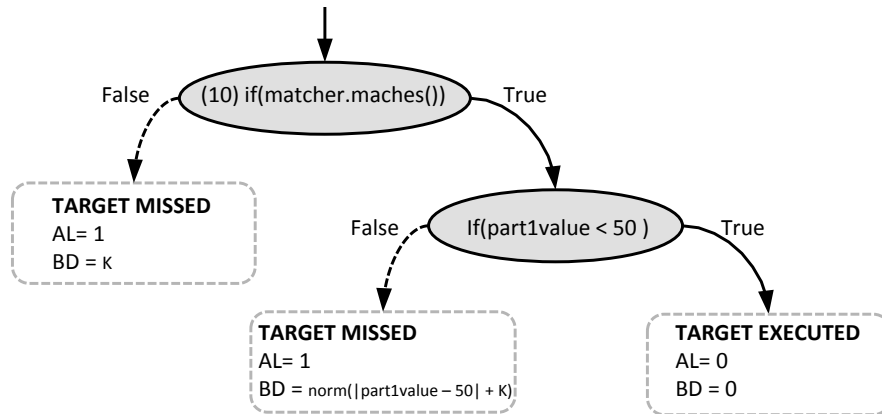 (10) if(matcher.maches())
False
True
TARGET MISSED
AL= 1
BD = K
If(part1value < 50 )
False
True
TARGET MISSED
AL= 1
BD = norm(|part1value – 50| + K)
TARGET EXECUTED
AL= 0
BD = 0